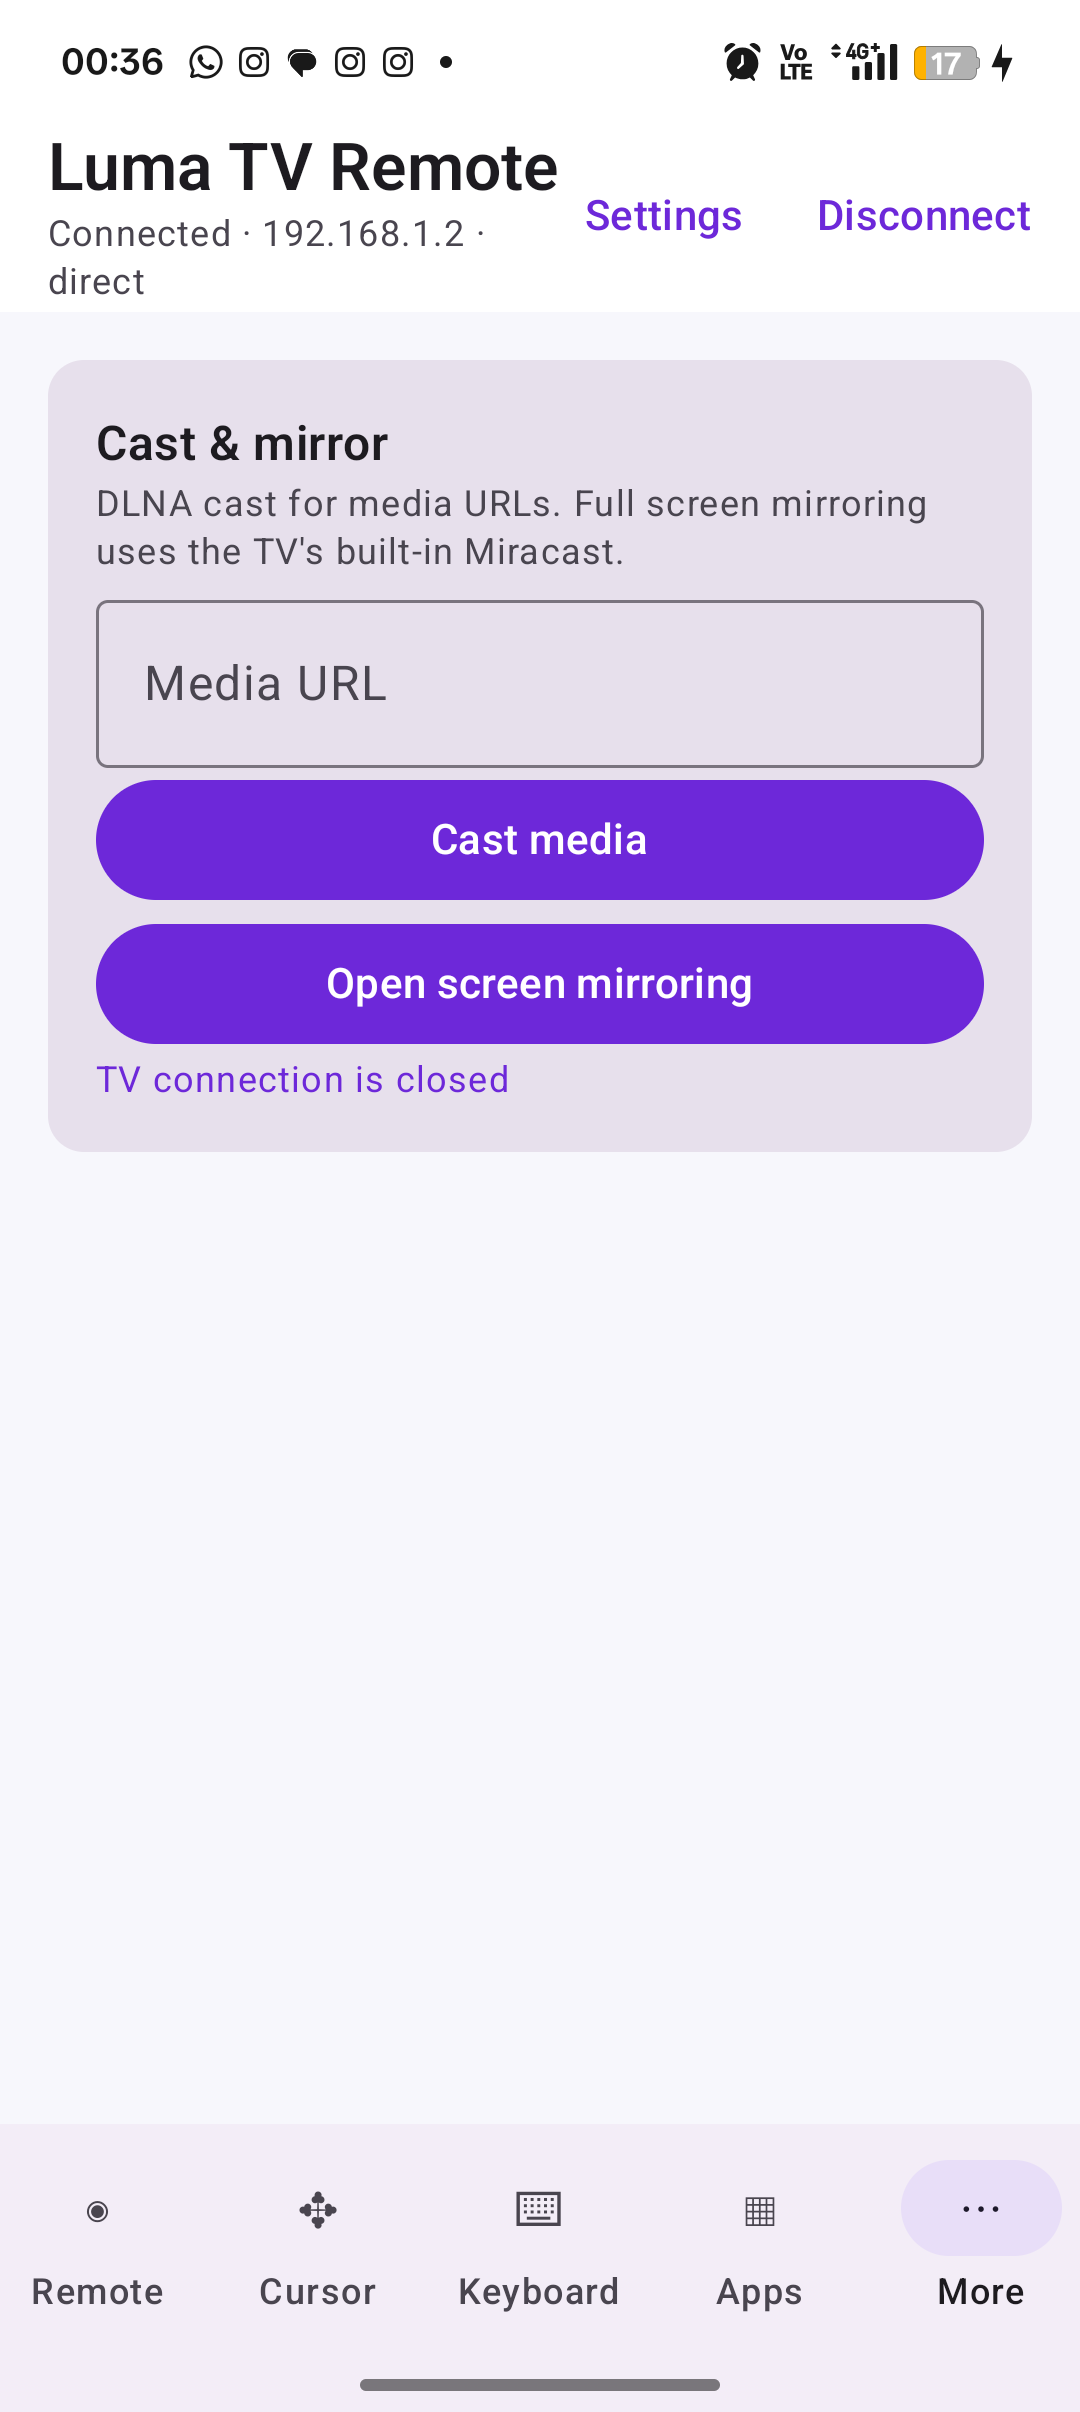 00:36
Vo LTE
4G+
17
Luma TV Remote
Connected · 192.168.1.2 ·
direct
Settings
Disconnect
Cast & mirror
DLNA cast for media URLs. Full screen mirroring
uses the TV's built-in Miracast.
Media URL
Cast media
Open screen mirroring
TV connection is closed
Remote
Cursor
Keyboard
Apps
More